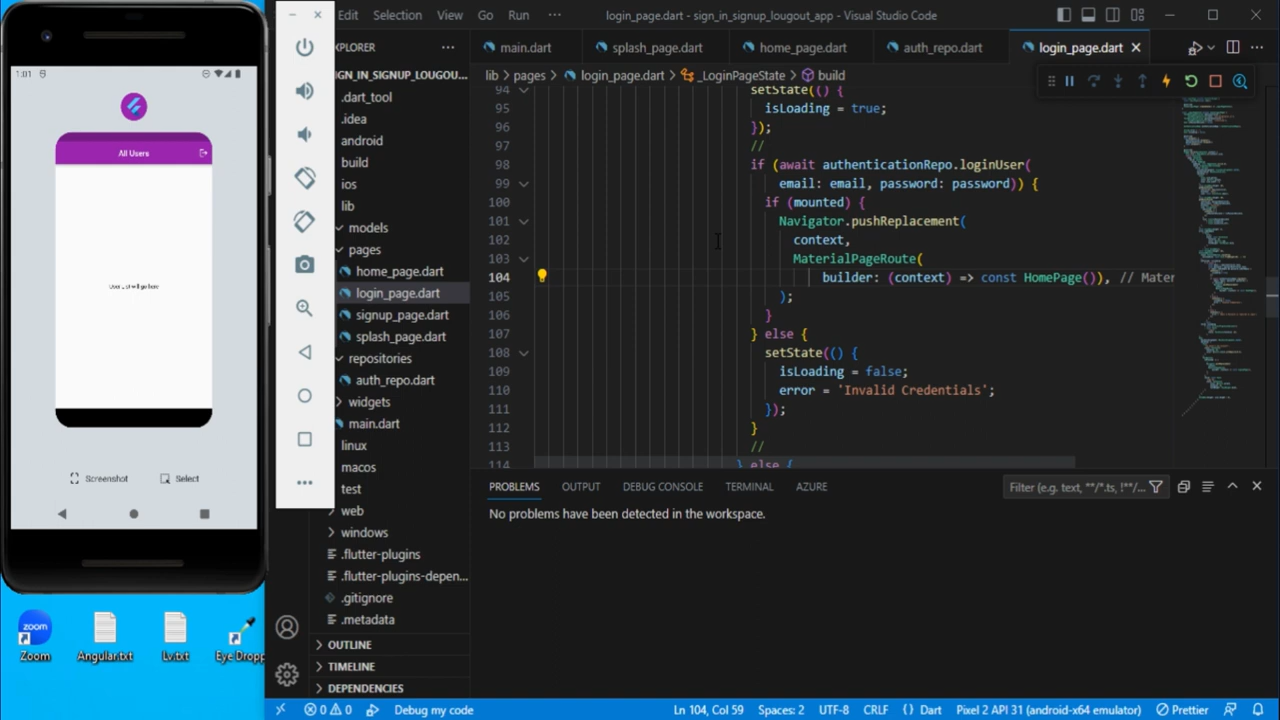 Edit Selection View Go Run ··· login_page.dart - sign_in_signup_lougout_app - Visual Studio Code
1:01
All Users
User List will go here
Screenshot Select
Zoom
Angular.txt
Lv.txt
Eye Dropp
EXPLORER ···
SIGN_IN_SIGNUP_LOUGOU...
.dart_tool
.idea
android
build
ios
lib
models
pages
home_page.dart
login_page.dart
signup_page.dart
splash_page.dart
repositories
auth_repo.dart
widgets
main.dart
linux
macos
test
web
windows
.flutter-plugins
.flutter-plugins-depen...
.gitignore
.metadata
OUTLINE
TIMELINE
DEPENDENCIES
main.dart splash_page.dart home_page.dart auth_repo.dart login_page.dart
lib > pages > login_page.dart > _LoginPageState > build
94 setState(() {
95 isLoading = true;
96 });
97 //
98 if (await authenticationRepo.loginUser(
99 email: email, password: password)) {
100 if (mounted) {
101 Navigator.pushReplacement(
102 context,
103 MaterialPageRoute(
104 builder: (context) => const HomePage()), // Mater
105 );
106 }
107 } else {
108 setState(() {
109 isLoading = false;
110 error = 'Invalid Credentials';
111 });
112 }
113 //
114 } else {
PROBLEMS OUTPUT DEBUG CONSOLE TERMINAL AZURE Filter (e.g. text, **/*.ts, !**/...
No problems have been detected in the workspace.
0 0 Debug my code Ln 104, Col 59 Spaces: 2 UTF-8 CRLF {} Dart Pixel 2 API 31 (android-x64 emulator) Prettier